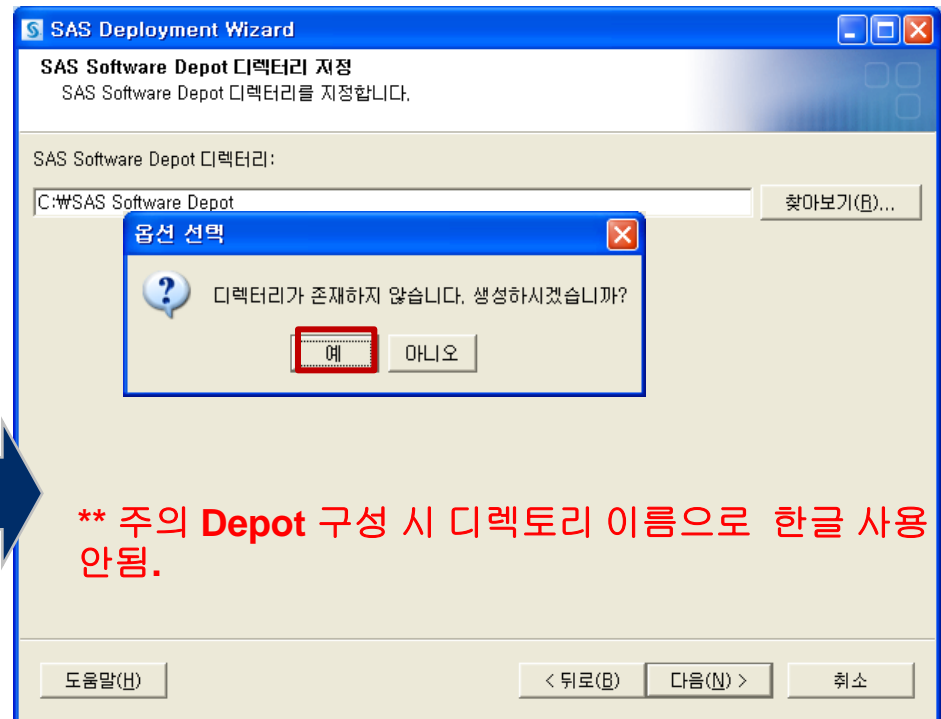 SAS Deployment Wizard
SAS Software Depot 디렉터리 지정
SAS Software Depot 디렉터리를 지정합니다.
SAS Software Depot 디렉터리:
C:₩SAS Software Depot
찾아보기(R)...
옵션 선택
디렉터리가 존재하지 않습니다. 생성하시겠습니까?
예
아니오
** 주의 Depot 구성 시 디렉토리 이름으로 한글 사용
안됨.
도움말(H)
< 뒤로(B)
다음(N) >
취소